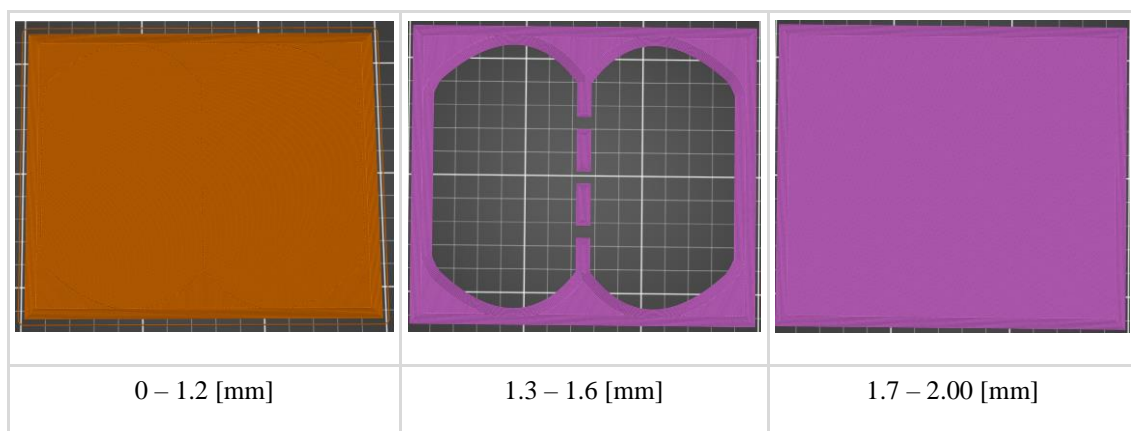 0 – 1.2 [mm]
1.3 – 1.6 [mm]
1.7 – 2.00 [mm]